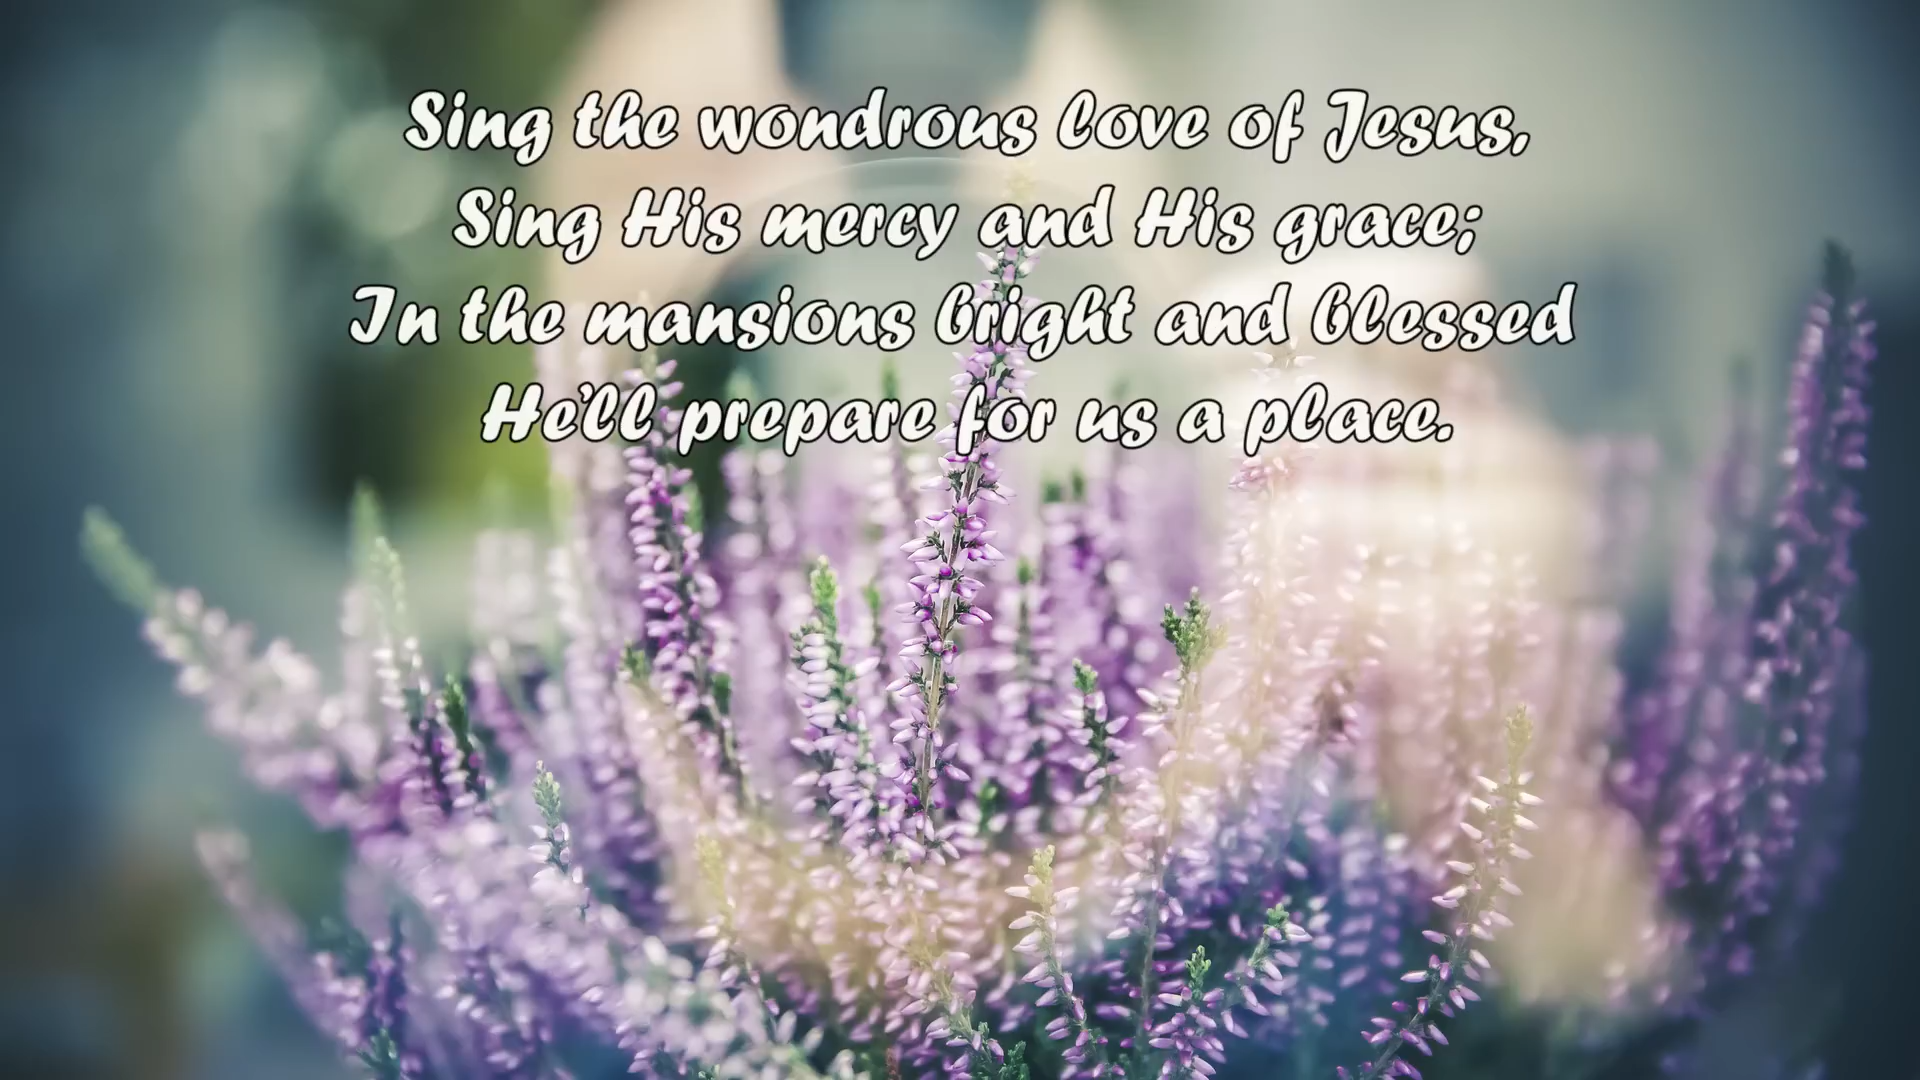 Sing the wondrous love of Jesus,
Sing His mercy and His grace;
In the mansions bright and blessed
He'll prepare for us a place.